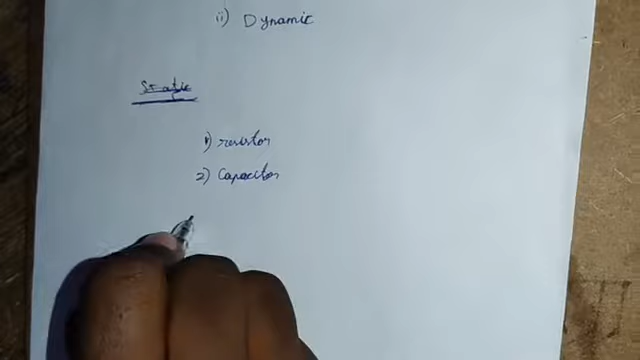 ii) Dynamic
Static
1) resistor
2) Capacitor